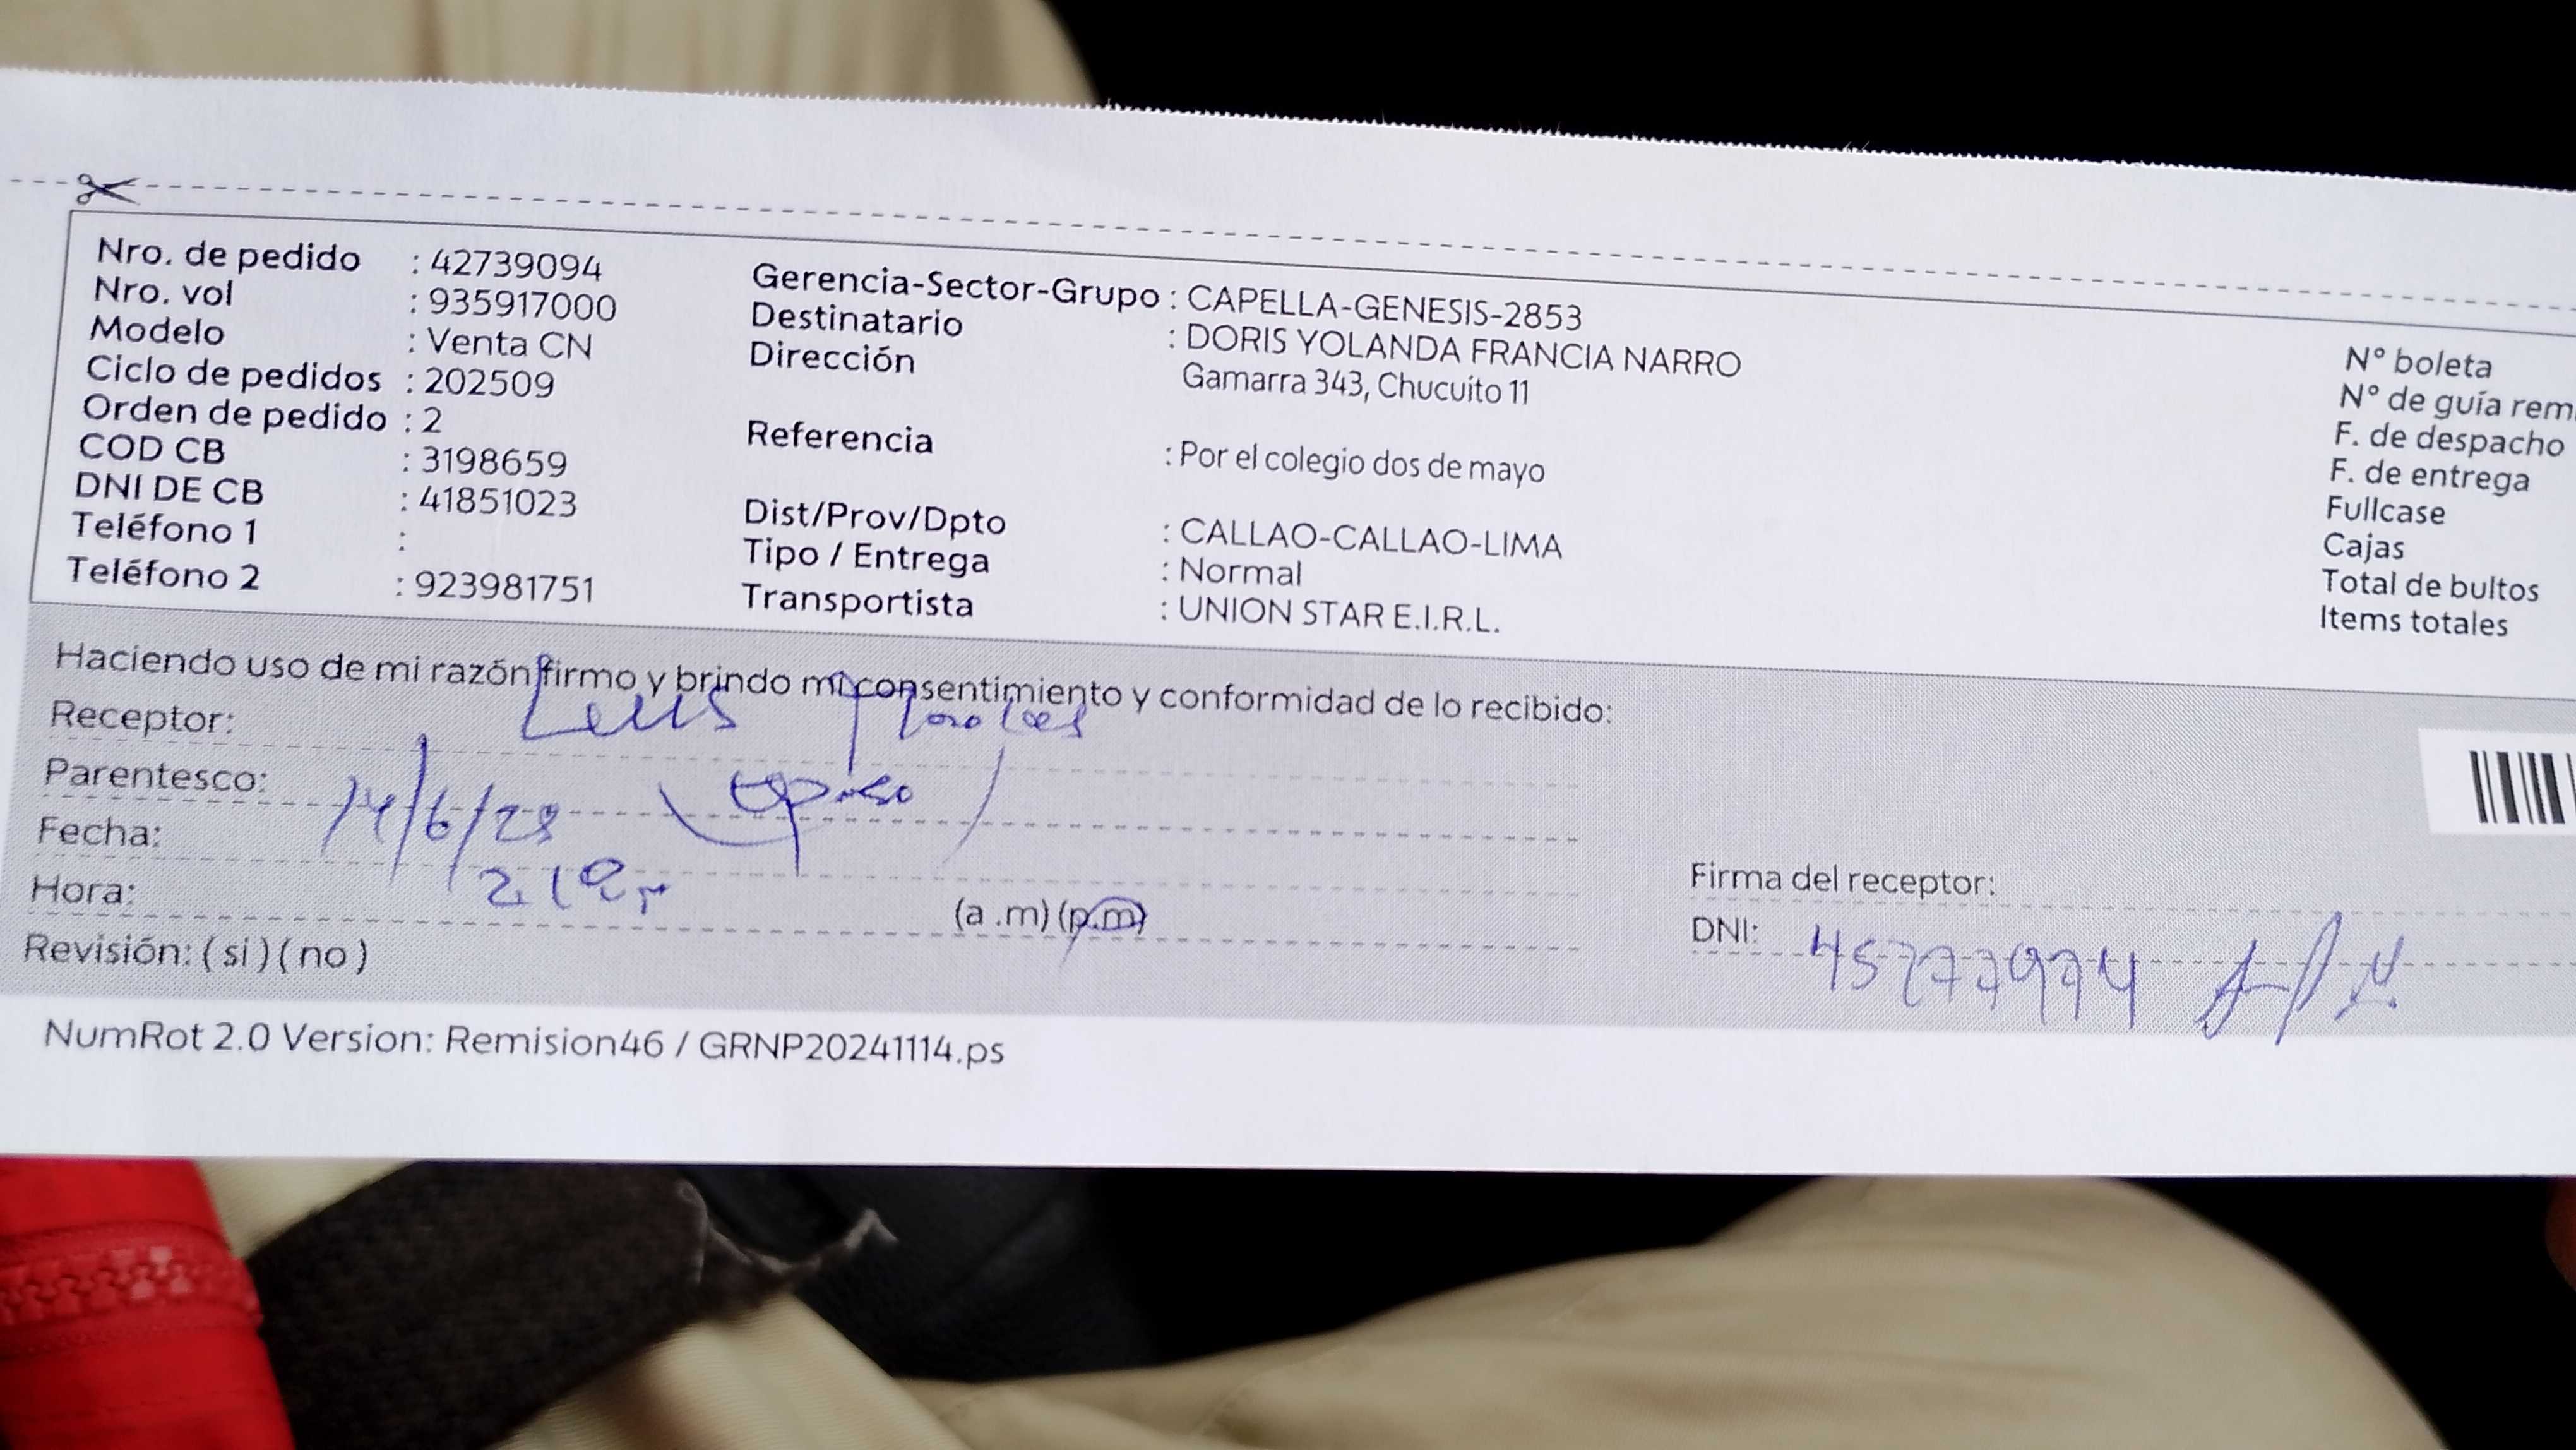 Nro. de pedido : 42739094
Nro. vol : 935917000
Modelo : Venta CN
Ciclo de pedidos : 202509
Orden de pedido : 2
COD CB : 3198659
DNI DE CB : 41851023
Teléfono 1 :
Teléfono 2 : 923981751
Gerencia-Sector-Grupo : CAPELLA-GENESIS-2853
Destinatario : DORIS YOLANDA FRANCIA NARRO
Dirección Gamarra 343, Chucuito 11
Referencia : Por el colegio dos de mayo
Dist/Prov/Dpto : CALLAO-CALLAO-LIMA
Tipo / Entrega : Normal
Transportista : UNION STAR E.I.R.L.
N° boleta
N° de guía rem
F. de despacho
F. de entrega
Fullcase
Cajas
Total de bultos
Items totales
Haciendo uso de mi razón firmo y brindo mi consentimiento y conformidad de lo recibido:
Receptor: Luis
Parentesco: esposo
Fecha: 14/6/25
Hora: (a .m) (p.m)
Revisión: ( si ) ( no )
Firma del receptor:
DNI: 45777974
NumRot 2.0 Version: Remision46 / GRNP20241114.ps